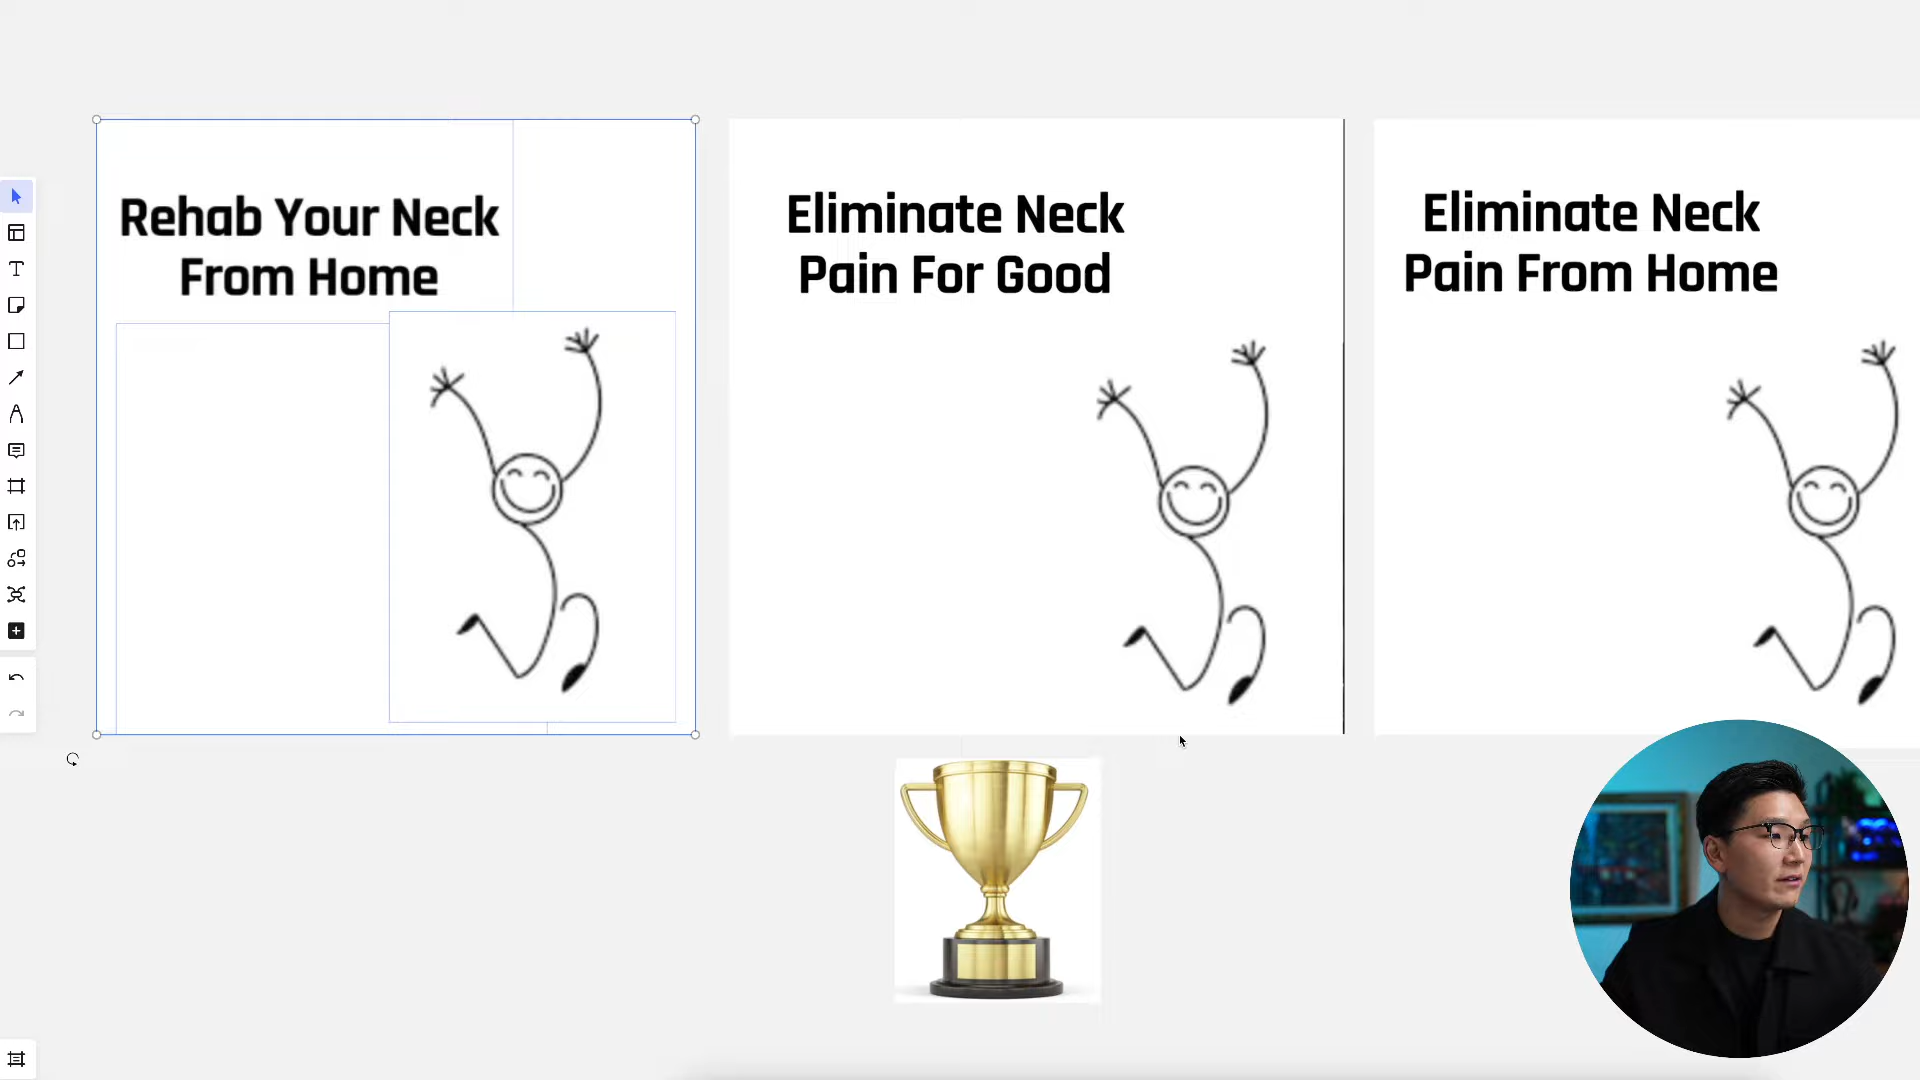 Rehab Your Neck
From Home
Eliminate Neck
Pain For Good
Eliminate Neck
Pain From Home